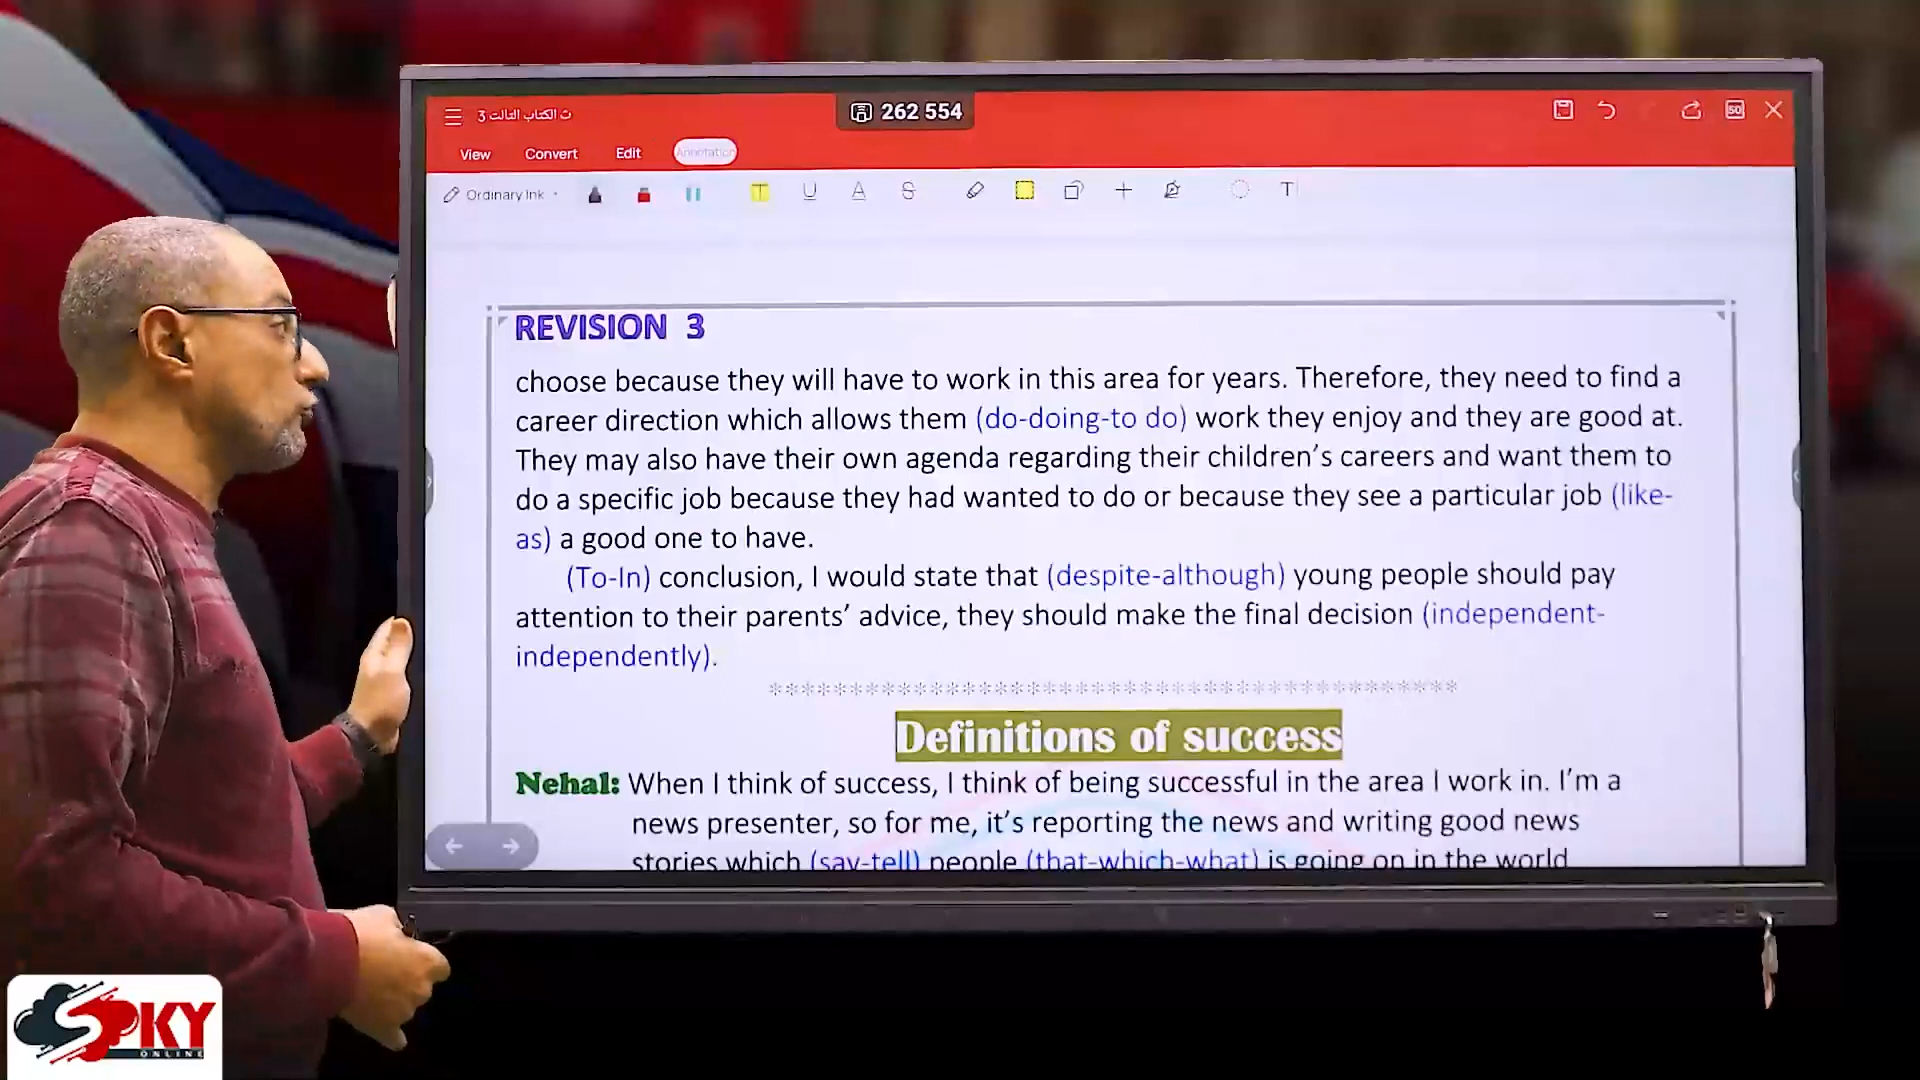 ث الكتاب التالت 3
262 554
50
View Convert Edit Annotation
Ordinary Ink
REVISION 3
choose because they will have to work in this area for years. Therefore, they need to find a
career direction which allows them (do-doing-to do) work they enjoy and they are good at.
They may also have their own agenda regarding their children’s careers and want them to
do a specific job because they had wanted to do or because they see a particular job (like-
as) a good one to have.
(To-In) conclusion, I would state that (despite-although) young people should pay
attention to their parents’ advice, they should make the final decision (independent-
independently).
************************************************
Definitions of success
Nehal: When I think of success, I think of being successful in the area I work in. I’m a
news presenter, so for me, it’s reporting the news and writing good news
stories which (say-tell) people (that-which-what) is going on in the world
SPKY
ONLINE